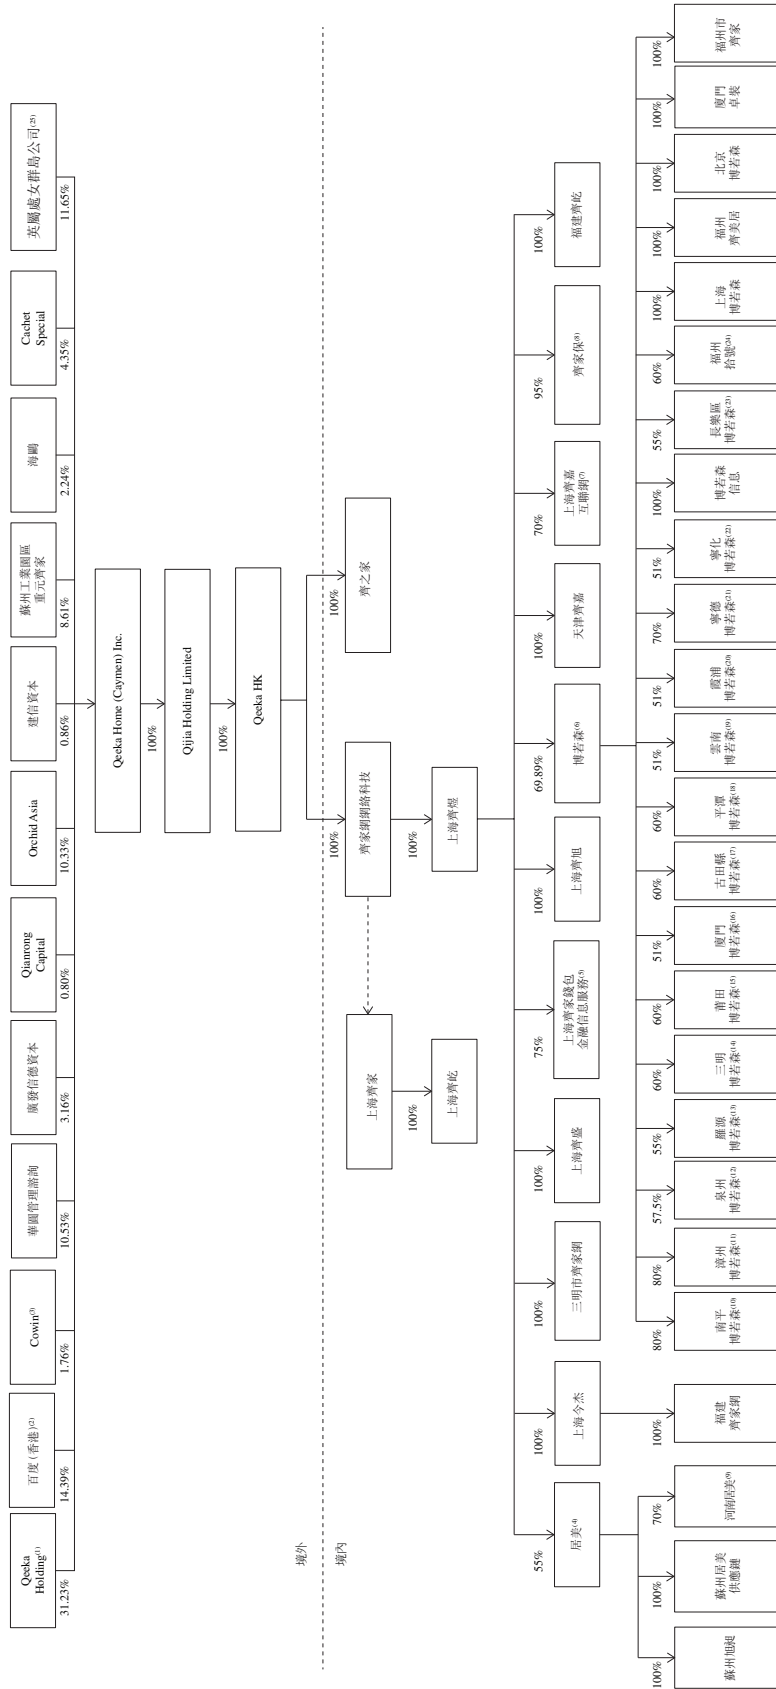 Qeeka
Holding(1)
31.23%
百度(香港)(2)
14.39%
Cowin(3)
1.76%
華圓管理諮詢
10.53%
廣發信德資本
3.16%
Qianrong
Capital
0.80%
Orchid Asia
10.33%
建信資本
0.86%
蘇州工業園區
重元齊家
8.61%
海鷗
2.24%
Cachet
Special
4.35%
英屬處女群島公司(25)
11.65%
Qeeka Home (Caymen) Inc.
100%
Qijia Holding Limited
100%
Qeeka HK
境外
境內
100%
齊家網網絡科技
100%
齊之家
上海齊家
100%
上海齊屹
100%
上海齊煜
55%
居美(4)
100%
上海今杰
100%
三明市齊家網
100%
上海齊盛
75%
上海齊家錢包
金融信息服務(5)
100%
上海齊旭
69.89%
博若森(6)
100%
天津齊嘉
70%
上海齊嘉
互聯網(7)
95%
齊家保(8)
100%
福建齊屹
100%
蘇州旭昶
100%
蘇州居美
供應鏈
70%
河南居美(9)
100%
福建
齊家網
80%
南平
博若森(10)
80%
漳州
博若森(11)
57.5%
泉州
博若森(12)
55%
羅源
博若森(13)
60%
三明
博若森(14)
60%
莆田
博若森(15)
51%
廈門
博若森(16)
60%
古田縣
博若森(17)
60%
平潭
博若森(18)
51%
雲南
博若森(19)
51%
霞浦
博若森(20)
70%
寧德
博若森(21)
51%
寧化
博若森(22)
100%
博若森
信息
55%
長樂區
博若森(23)
60%
福州
拾號(24)
100%
上海
博若森
100%
福州
齊美居
100%
北京
博若森
100%
廈門
卓裝
100%
福州市
齊家